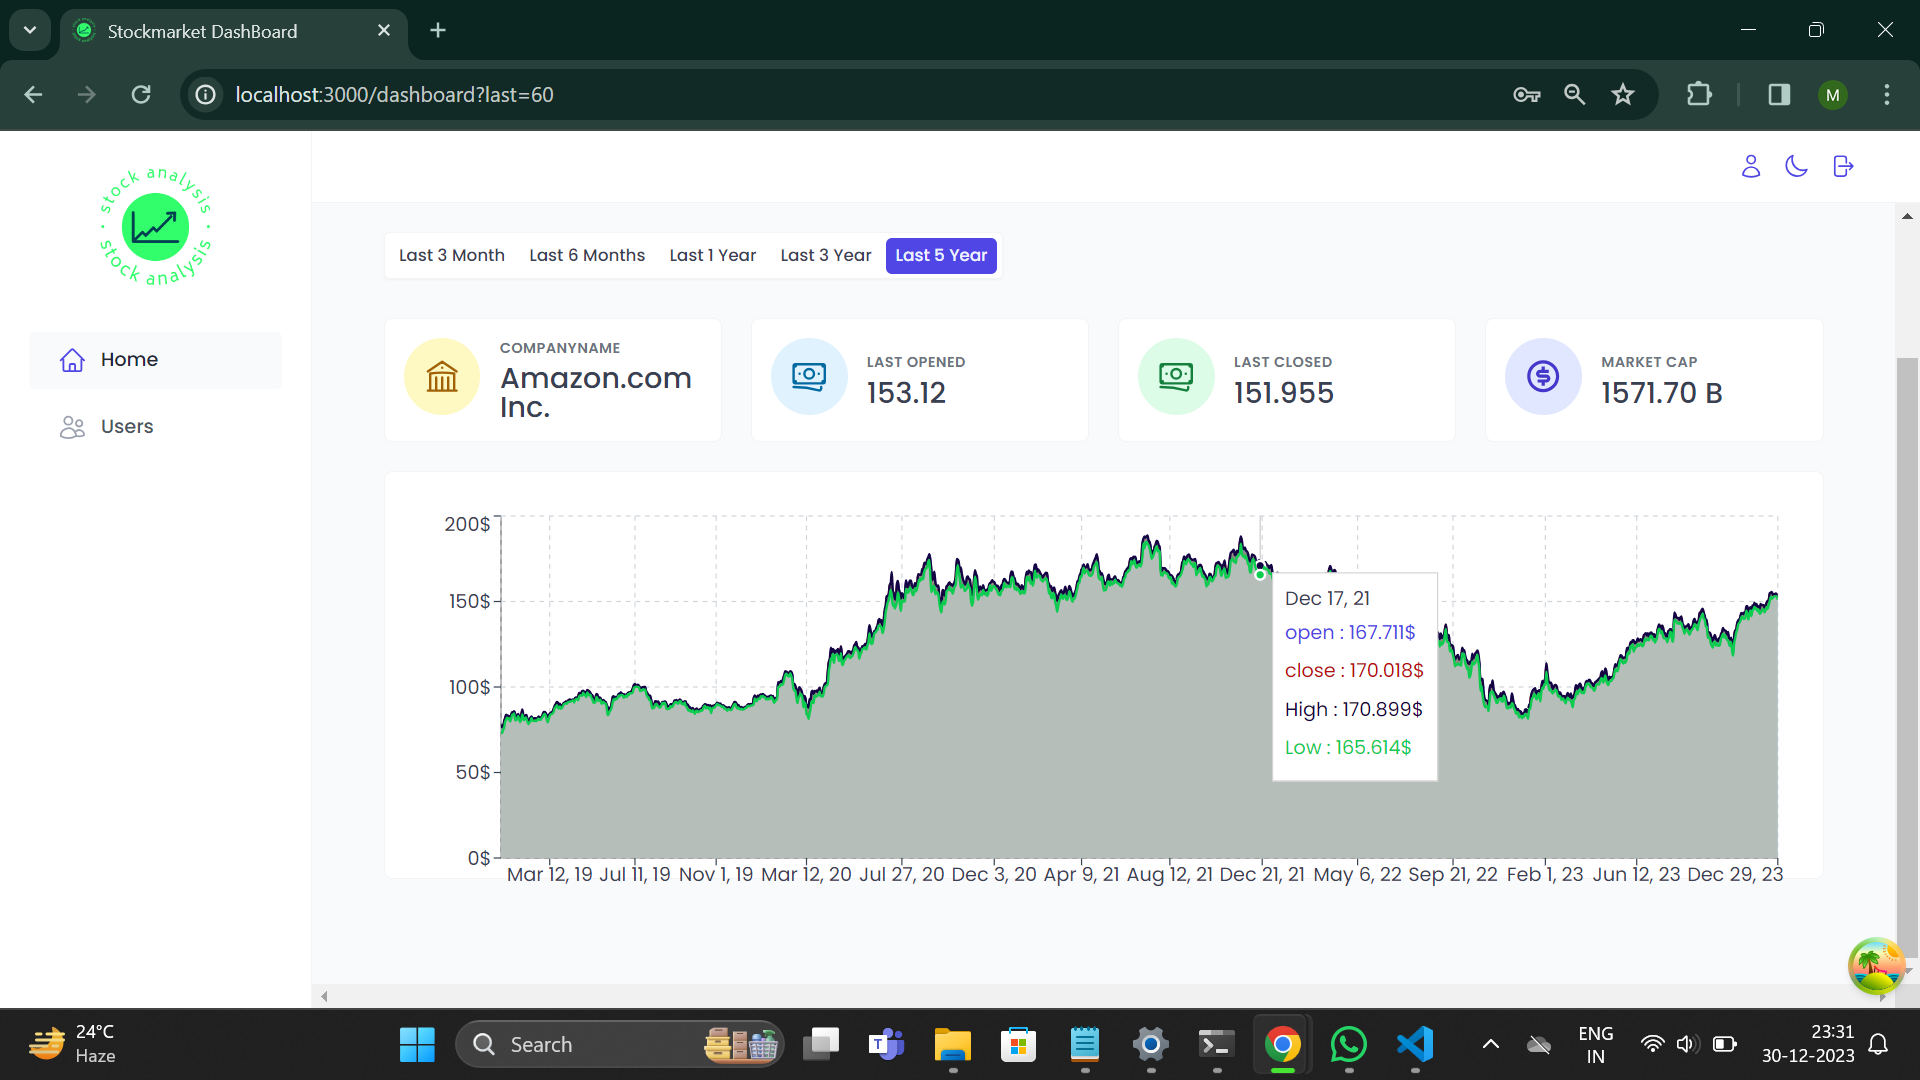 Stockmarket DashBoard
localhost:3000/dashboard?last=60
M
stock analysis · stock analysis ·
Home
Users
Last 3 Month Last 6 Months Last 1 Year Last 3 Year Last 5 Year
COMPANYNAME
Amazon.com
Inc.
LAST OPENED
153.12
LAST CLOSED
151.955
MARKET CAP
1571.70 B
200$
150$
100$
50$
0$
Dec 17, 21
open : 167.711$
close : 170.018$
High : 170.899$
Low : 165.614$
Mar 12, 19 Jul 11, 19 Nov 1, 19 Mar 12, 20 Jul 27, 20 Dec 3, 20 Apr 9, 21 Aug 12, 21 Dec 21, 21 May 6, 22 Sep 21, 22 Feb 1, 23 Jun 12, 23 Dec 29, 23
24°C
Haze
Search
T
ENG
IN
23:31
30-12-2023